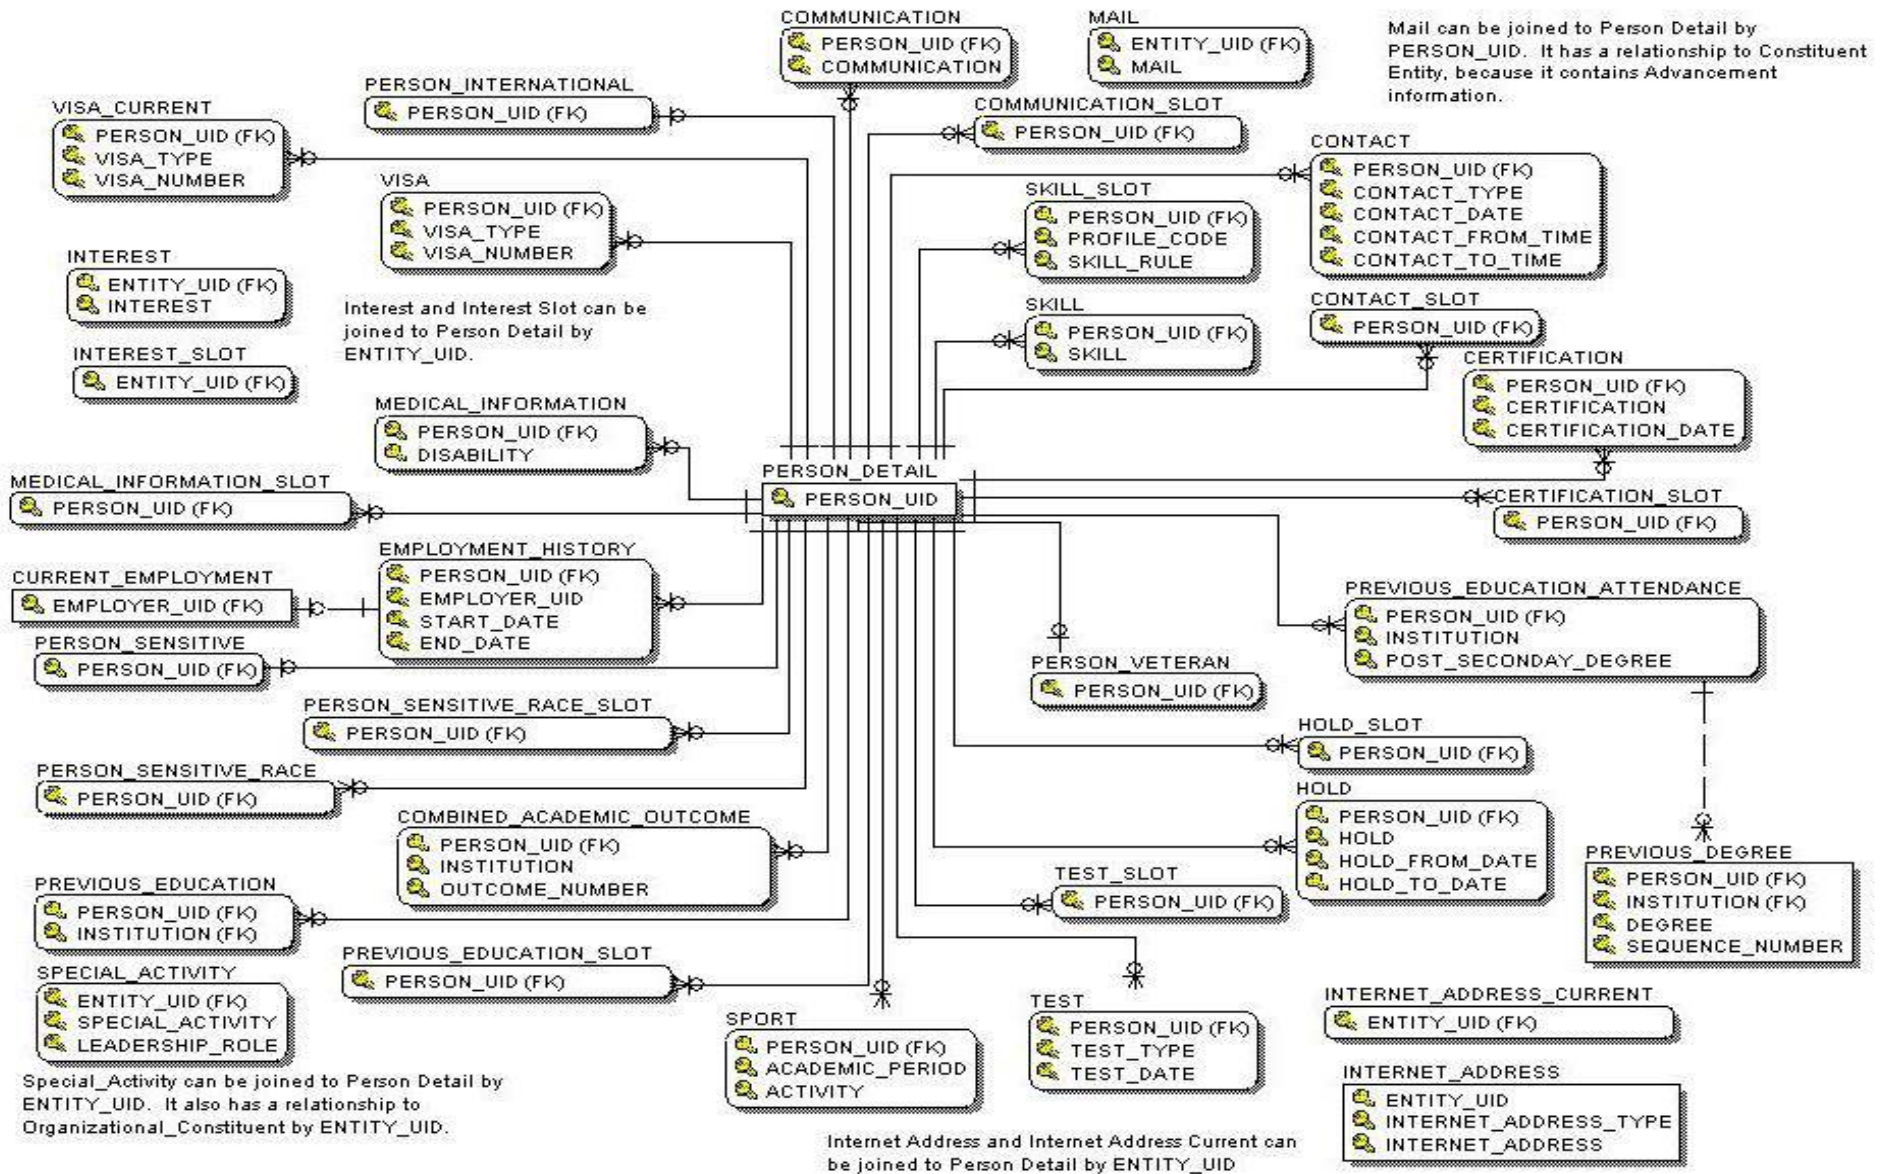 COMMUNICATION
PERSON_UID (FK)
COMMUNICATION
MAIL
ENTITY_UID (FK)
MAIL
Mail can be joined to Person Detail by
PERSON_UID. It has a relationship to Constituent
Entity, because it contains Advancement
information.
PERSON_INTERNATIONAL
PERSON_UID (FK)
VISA_CURRENT
PERSON_UID (FK)
VISA_TYPE
VISA_NUMBER
COMMUNICATION_SLOT
PERSON_UID (FK)
CONTACT
PERSON_UID (FK)
CONTACT_TYPE
CONTACT_DATE
CONTACT_FROM_TIME
CONTACT_TO_TIME
VISA
PERSON_UID (FK)
VISA_TYPE
VISA_NUMBER
SKILL_SLOT
PERSON_UID (FK)
PROFILE_CODE
SKILL_RULE
INTEREST
ENTITY_UID (FK)
INTEREST
Interest and Interest Slot can be
joined to Person Detail by
ENTITY_UID.
SKILL
PERSON_UID (FK)
SKILL
CONTACT_SLOT
PERSON_UID (FK)
INTEREST_SLOT
ENTITY_UID (FK)
CERTIFICATION
PERSON_UID (FK)
CERTIFICATION
CERTIFICATION_DATE
MEDICAL_INFORMATION
PERSON_UID (FK)
DISABILITY
PERSON_DETAIL
PERSON_UID
MEDICAL_INFORMATION_SLOT
PERSON_UID (FK)
CERTIFICATION_SLOT
PERSON_UID (FK)
EMPLOYMENT_HISTORY
PERSON_UID (FK)
EMPLOYER_UID
START_DATE
END_DATE
CURRENT_EMPLOYMENT
EMPLOYER_UID (FK)
PREVIOUS_EDUCATION_ATTENDANCE
PERSON_UID (FK)
INSTITUTION
POST_SECONDAY_DEGREE
PERSON_SENSITIVE
PERSON_UID (FK)
PERSON_VETERAN
PERSON_UID (FK)
PERSON_SENSITIVE_RACE_SLOT
PERSON_UID (FK)
HOLD_SLOT
PERSON_UID (FK)
PERSON_SENSITIVE_RACE
PERSON_UID (FK)
HOLD
PERSON_UID (FK)
HOLD
HOLD_FROM_DATE
HOLD_TO_DATE
COMBINED_ACADEMIC_OUTCOME
PERSON_UID (FK)
INSTITUTION
OUTCOME_NUMBER
PREVIOUS_DEGREE
PERSON_UID (FK)
INSTITUTION (FK)
DEGREE
SEQUENCE_NUMBER
TEST_SLOT
PERSON_UID (FK)
PREVIOUS_EDUCATION
PERSON_UID (FK)
INSTITUTION (FK)
PREVIOUS_EDUCATION_SLOT
PERSON_UID (FK)
SPECIAL_ACTIVITY
ENTITY_UID (FK)
SPECIAL_ACTIVITY
LEADERSHIP_ROLE
Special_Activity can be joined to Person Detail by
ENTITY_UID. It also has a relationship to
Organizational_Constituent by ENTITY_UID.
SPORT
PERSON_UID (FK)
ACADEMIC_PERIOD
ACTIVITY
TEST
PERSON_UID (FK)
TEST_TYPE
TEST_DATE
INTERNET_ADDRESS_CURRENT
ENTITY_UID (FK)
INTERNET_ADDRESS
ENTITY_UID
INTERNET_ADDRESS_TYPE
INTERNET_ADDRESS
Internet Address and Internet Address Current can
be joined to Person Detail by ENTITY_UID